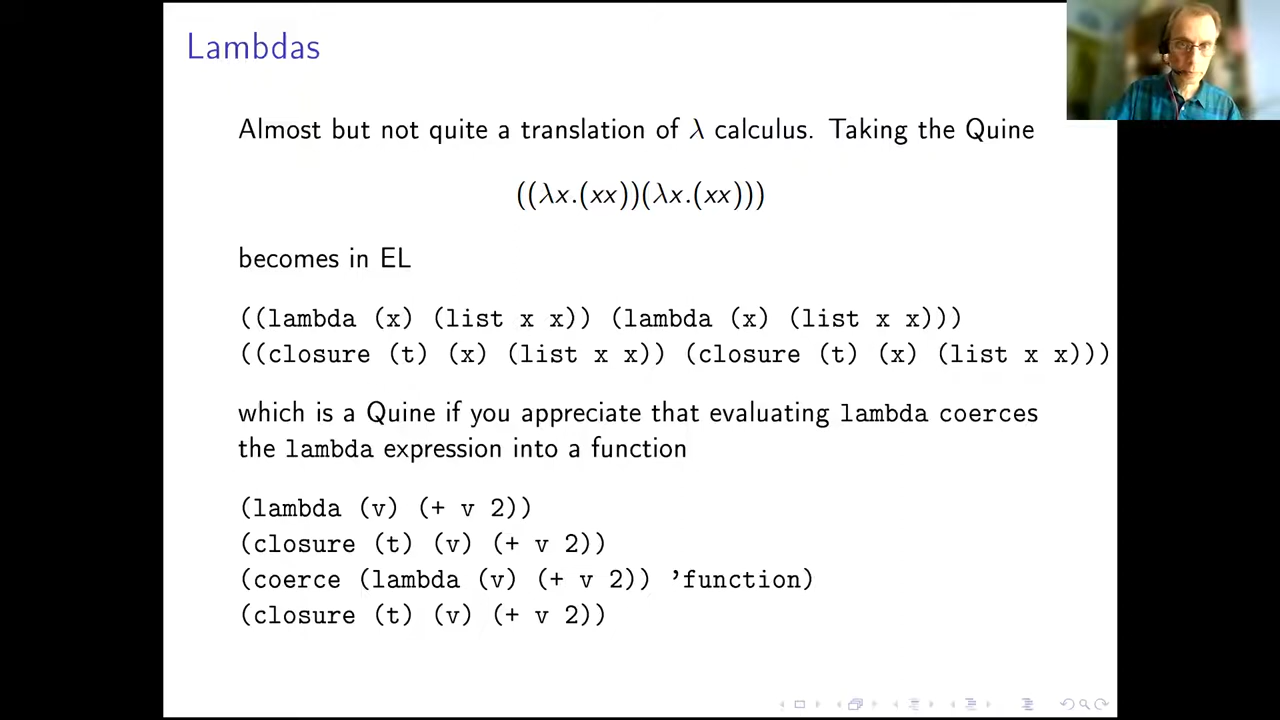 Lambdas
Almost but not quite a translation of λ calculus. Taking the Quine
((λx.(xx))(λx.(xx)))
becomes in EL
((lambda (x) (list x x)) (lambda (x) (list x x)))
((closure (t) (x) (list x x)) (closure (t) (x) (list x x)))
which is a Quine if you appreciate that evaluating lambda coerces
the lambda expression into a function
(lambda (v) (+ v 2))
(closure (t) (v) (+ v 2))
(coerce (lambda (v) (+ v 2)) ’function)
(closure (t) (v) (+ v 2))